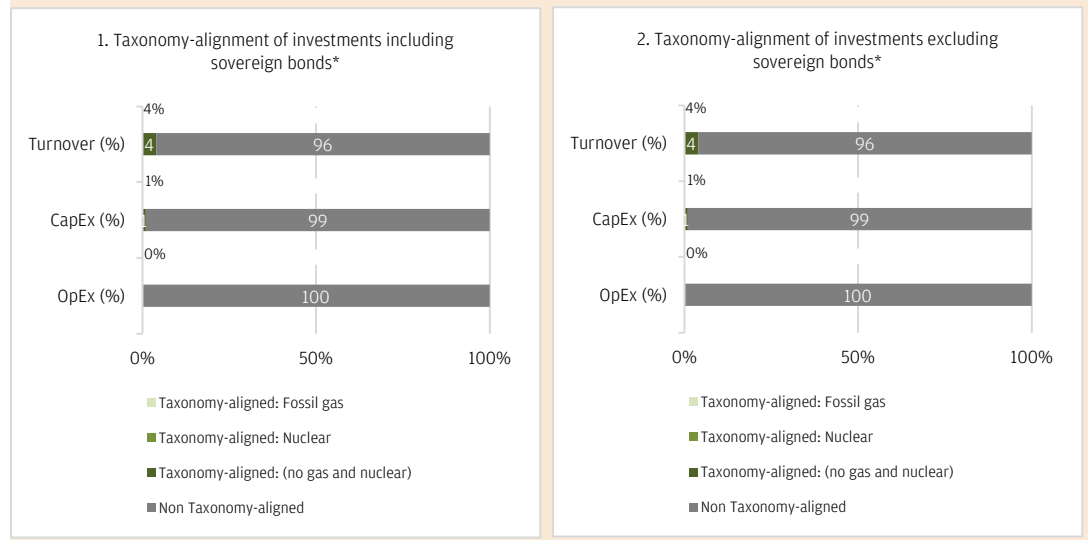 1. Taxonomy-alignment of investments including
sovereign bonds*
4%
Turnover (%)
4
96
1%
CapEx (%)
1
99
0%
OpEx (%)
100
0%
50%
100%
Taxonomy-aligned: Fossil gas
Taxonomy-aligned: Nuclear
Taxonomy-aligned: (no gas and nuclear)
Non Taxonomy-aligned
2. Taxonomy-alignment of investments excluding
sovereign bonds*
4%
Turnover (%)
4
96
1%
CapEx (%)
1
99
0%
OpEx (%)
100
0%
50%
100%
Taxonomy-aligned: Fossil gas
Taxonomy-aligned: Nuclear
Taxonomy-aligned: (no gas and nuclear)
Non Taxonomy-aligned